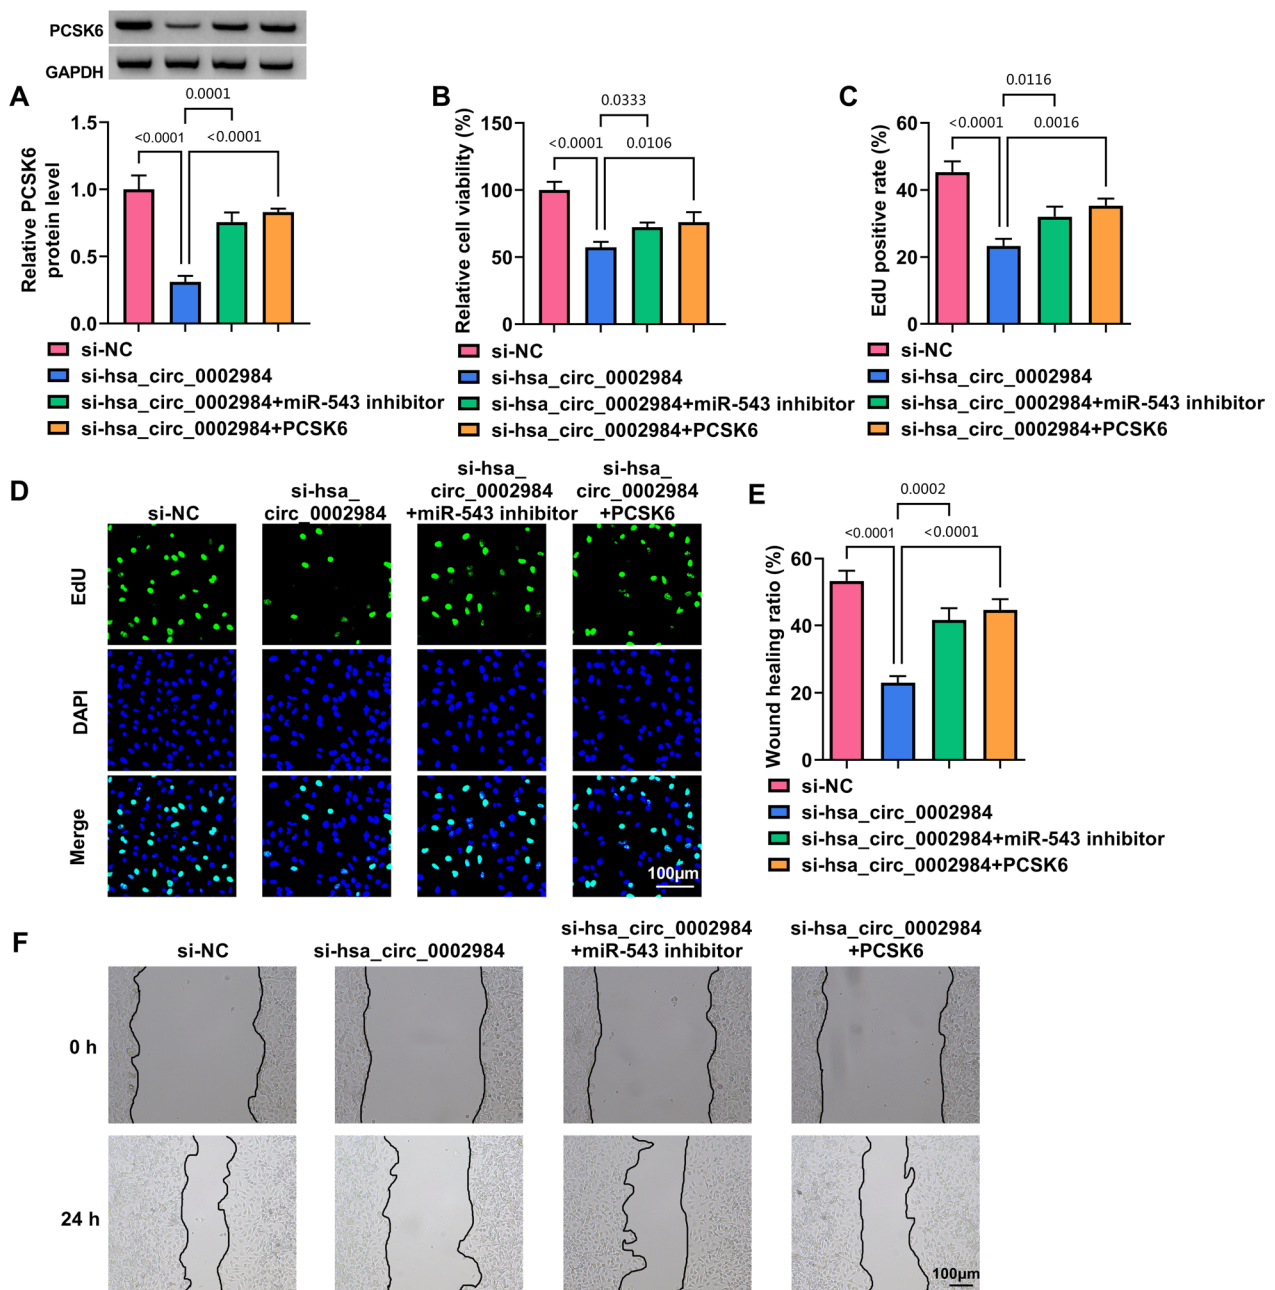 PCSK6
GAPDH
A
0.0001
<0.0001
<0.0001
Relative PCSK6
protein level
1.5
1.0
0.5
0.0
si-NC
si-hsa_circ_0002984
si-hsa_circ_0002984+miR-543 inhibitor
si-hsa_circ_0002984+PCSK6
B
0.0333
<0.0001
0.0106
Relative cell viability (%)
150
100
50
0
si-NC
si-hsa_circ_0002984
si-hsa_circ_0002984+miR-543 inhibitor
si-hsa_circ_0002984+PCSK6
C
0.0116
<0.0001
0.0016
EdU positive rate (%)
60
40
20
0
si-NC
si-hsa_circ_0002984
si-hsa_circ_0002984+miR-543 inhibitor
si-hsa_circ_0002984+PCSK6
D
si-NC
si-hsa_
circ_0002984
si-hsa_
circ_0002984
+miR-543 inhibitor
si-hsa_
circ_0002984
+PCSK6
EdU
DAPI
Merge
100μm
E
0.0002
<0.0001
<0.0001
Wound healing ratio (%)
60
40
20
0
si-NC
si-hsa_circ_0002984
si-hsa_circ_0002984+miR-543 inhibitor
si-hsa_circ_0002984+PCSK6
F
si-NC
si-hsa_circ_0002984
si-hsa_circ_0002984
+miR-543 inhibitor
si-hsa_circ_0002984
+PCSK6
0 h
24 h
100μm